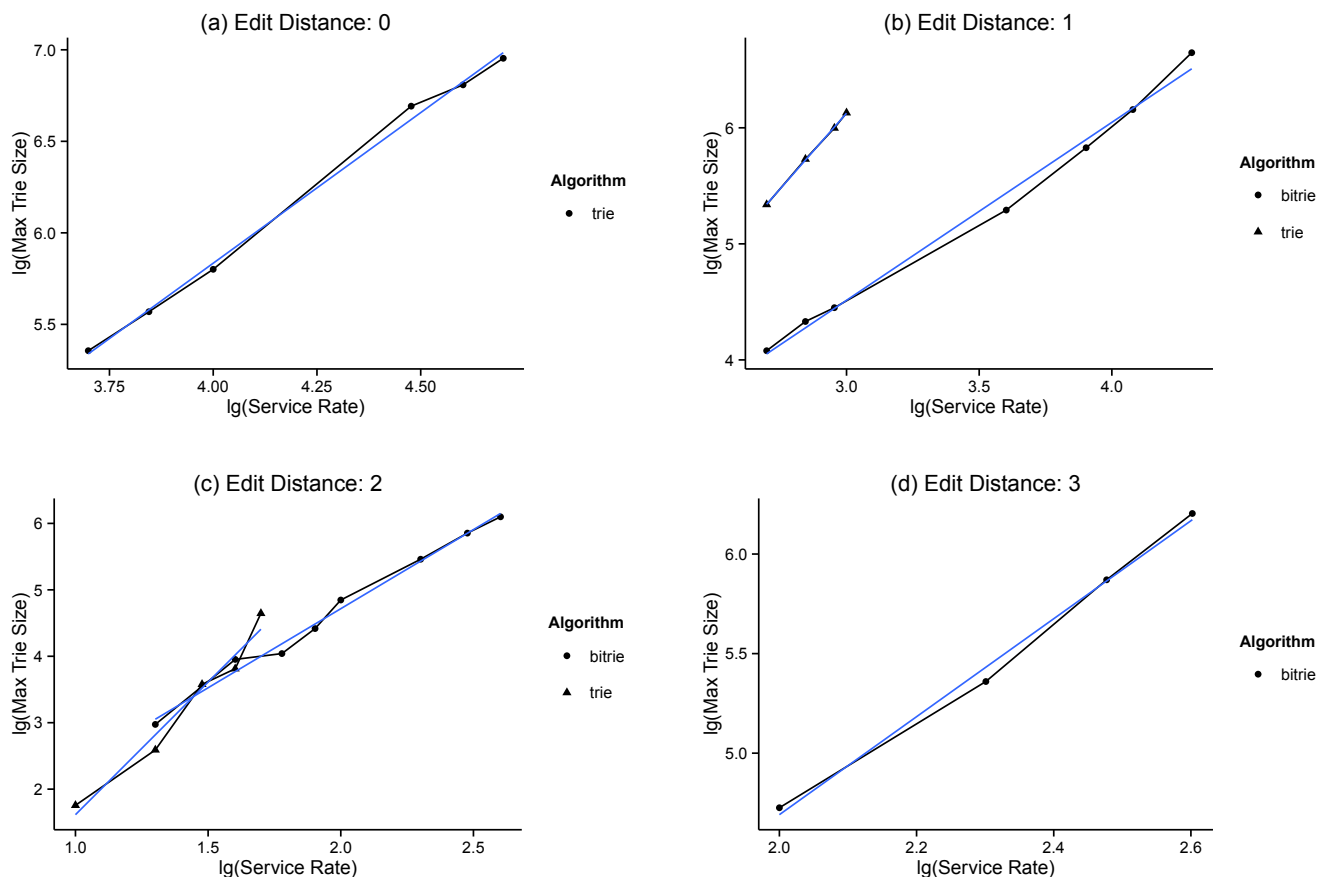 (a) Edit Distance: 0
7.0
6.5
6.0
5.5
lg(Max Trie Size)
3.75 4.00 4.25 4.50
lg(Service Rate)
Algorithm
trie
(b) Edit Distance: 1
6
5
4
lg(Max Trie Size)
3.0 3.5 4.0
lg(Service Rate)
Algorithm
bitrie
trie
(c) Edit Distance: 2
6
5
4
3
2
lg(Max Trie Size)
1.0 1.5 2.0 2.5
lg(Service Rate)
Algorithm
bitrie
trie
(d) Edit Distance: 3
6.0
5.5
5.0
lg(Max Trie Size)
2.0 2.2 2.4 2.6
lg(Service Rate)
Algorithm
bitrie